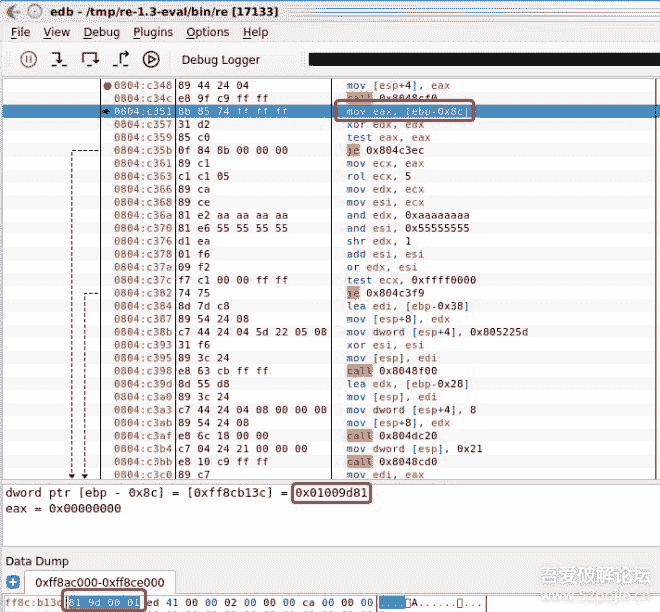 edb - /tmp/re-1.3-eval/bin/re [17133]
File View Debug Plugins Options Help
Debug Logger
0804:c348 89 44 24 04 mov [esp+4], eax
0804:c34c e8 9f c9 ff ff call 0x8048cf0
0804:c351 8b 85 74 ff ff ff mov eax, [ebp-0x8c]
0804:c357 31 d2 xor edx, edx
0804:c359 85 c0 test eax, eax
0804:c35b 0f 84 8b 00 00 00 je 0x804c3ec
0804:c361 89 c1 mov ecx, eax
0804:c363 c1 c1 05 rol ecx, 5
0804:c366 89 ca mov edx, ecx
0804:c368 89 ce mov esi, ecx
0804:c36a 81 e2 aa aa aa aa and edx, 0xaaaaaaaa
0804:c370 81 e6 55 55 55 55 and esi, 0x55555555
0804:c376 d1 ea shr edx, 1
0804:c378 01 f6 add esi, esi
0804:c37a 09 f2 or edx, esi
0804:c37c f7 c1 00 00 ff ff test ecx, 0xffff0000
0804:c382 74 75 je 0x804c3f9
0804:c384 8d 7d c8 lea edi, [ebp-0x38]
0804:c387 89 54 24 08 mov [esp+8], edx
0804:c38b c7 44 24 04 5d 22 05 08 mov dword [esp+4], 0x805225d
0804:c393 31 f6 xor esi, esi
0804:c395 89 3c 24 mov [esp], edi
0804:c398 e8 63 cb ff ff call 0x8048f00
0804:c39d 8d 55 d8 lea edx, [ebp-0x28]
0804:c3a0 89 3c 24 mov [esp], edi
0804:c3a3 c7 44 24 04 08 00 00 00 mov dword [esp+4], 8
0804:c3ab 89 54 24 08 mov [esp+8], edx
0804:c3af e8 6c 18 00 00 call 0x804dc20
0804:c3b4 c7 04 24 21 00 00 00 mov dword [esp], 0x21
0804:c3bb e8 10 c9 ff ff call 0x8048cd0
0804:c3c0 89 c7 mov edi, eax
dword ptr [ebp - 0x8c] = [0xff8cb13c] = 0x01009d81
eax = 0x00000000
Data Dump
0xff8ac000-0xff8ce000
ff8c:b13c 81 9d 00 01 ed 41 00 00 02 00 00 00 ca 00 00 00 .....A......
吾爱破解论坛
www.52pojie.cn